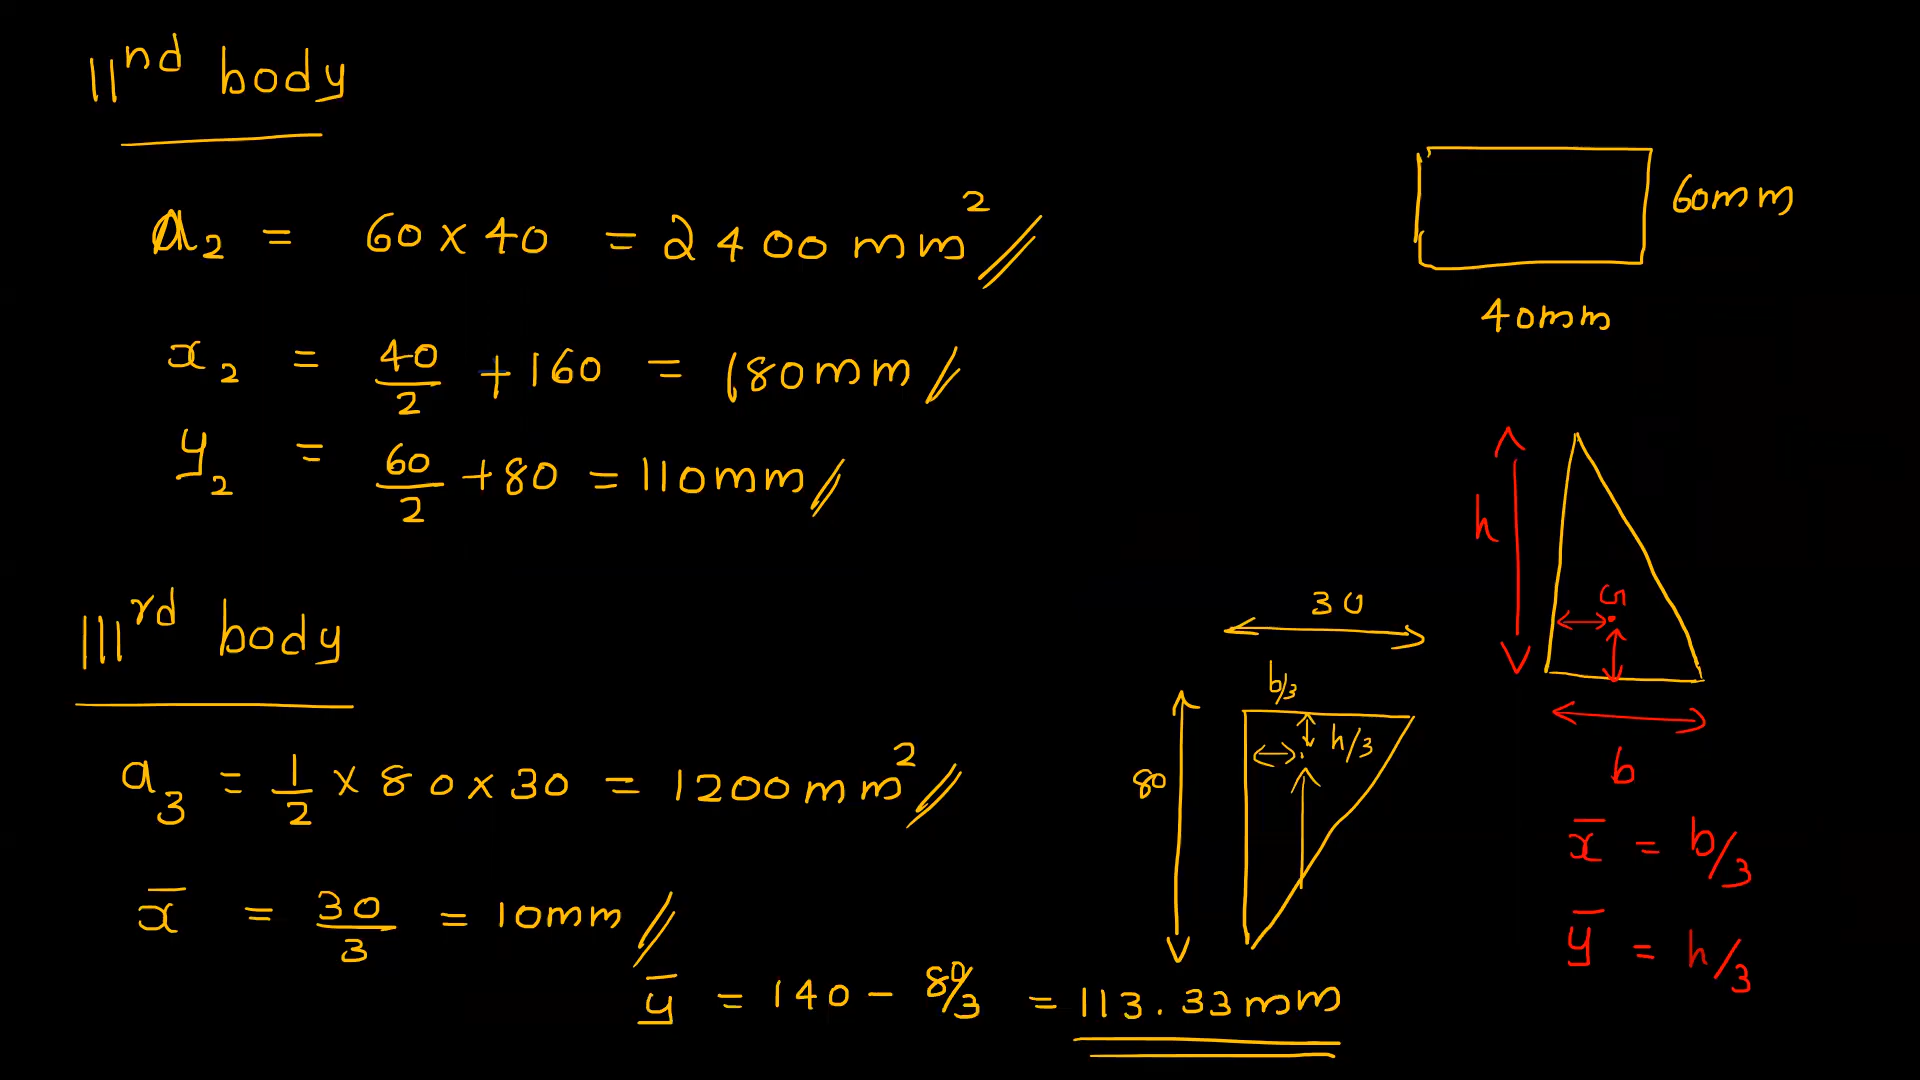 IInd body
a₂ = 60 x 40 = 2400 mm²
x₂ = 40/2 + 160 = 180mm
y₂ = 60/2 + 80 = 110mm
60mm
40mm
h
G
b
x̄ = b/3
ȳ = h/3
IIIrd body
a₃ = 1/2 x 80 x 30 = 1200 mm²
x̄ = 30/3 = 10mm
ȳ = 140 - 80/3 = 113.33mm
30
b/3
h/3
80